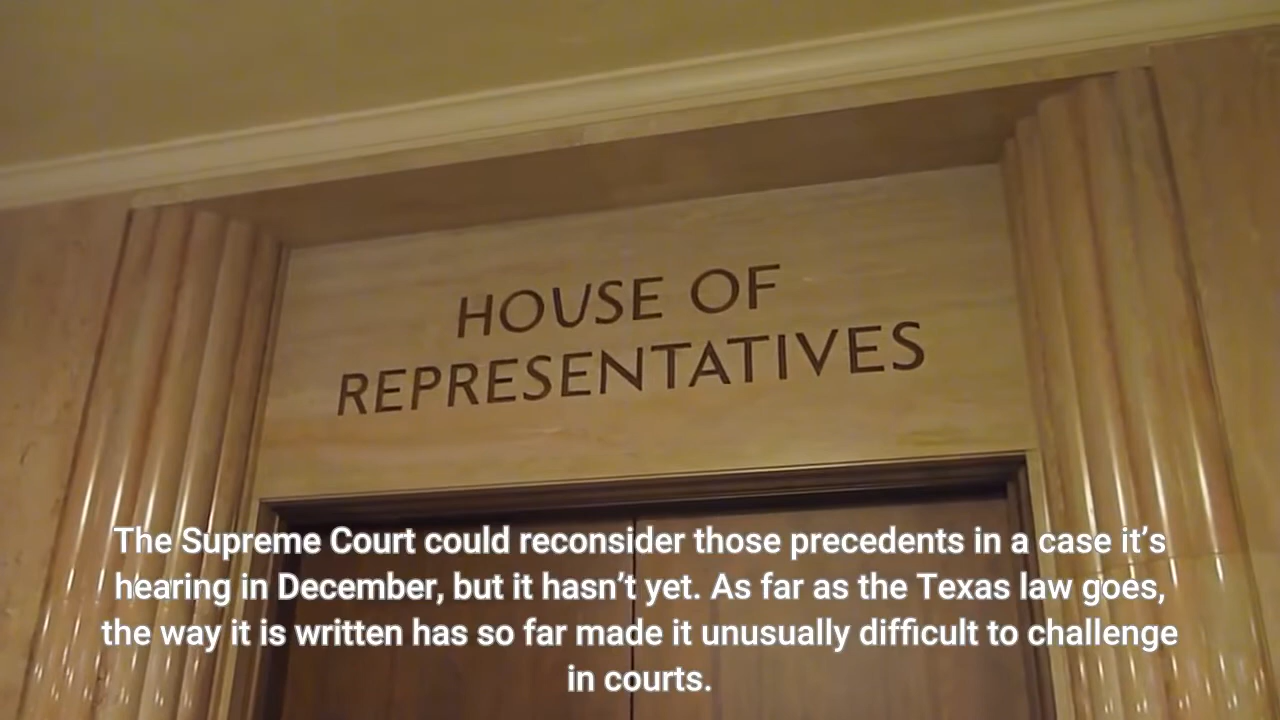 HOUSE OF
REPRESENTATIVES
The Supreme Court could reconsider those precedents in a case it’s
hearing in December, but it hasn’t yet. As far as the Texas law goes,
the way it is written has so far made it unusually difficult to challenge
in courts.